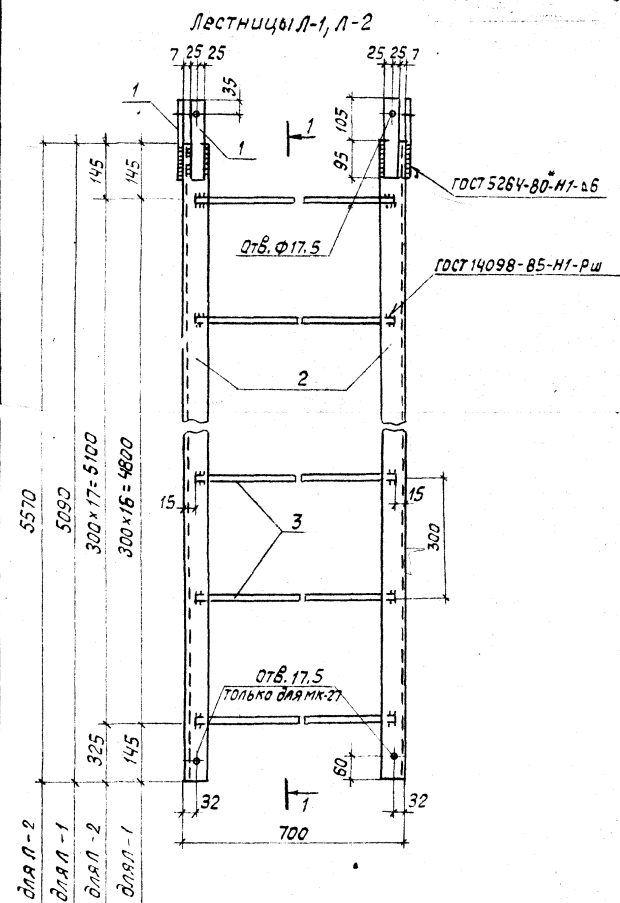 Лестницы Л-1, Л-2
7 25 25
25 25 7
35
1
1
1
105
95
145
145
ГОСТ 5264-80*-Н1-⊿6
Отв. ф17.5
ГОСТ 14098-85-Н1-Рш
2
5570
5090
300×17=5100
300×16=4800
15
3
15
300
Отв. 17.5
только для МК-27
325
145
60
32
1
32
700
для Л-2
для Л-1
для Л-2
для Л-1